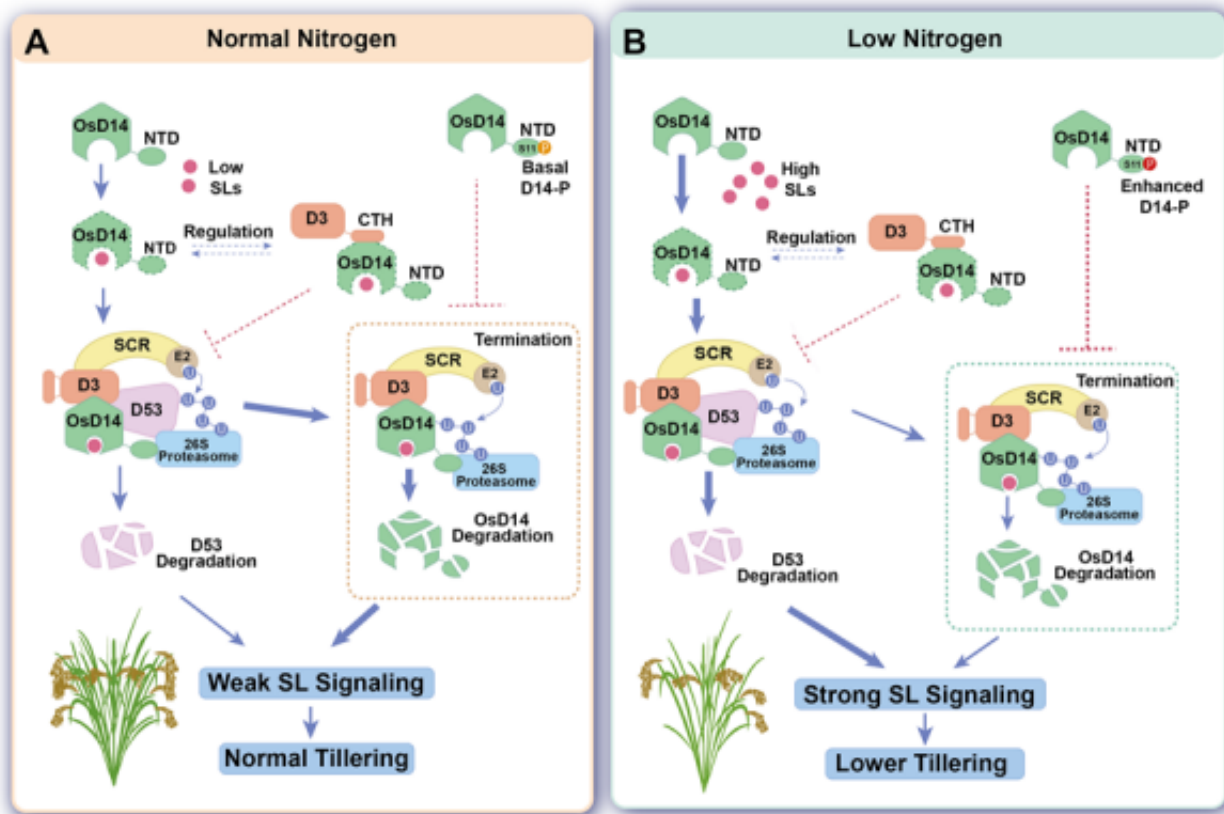 A
Normal Nitrogen
OsD14
NTD
Low
SLs
OsD14
NTD
S11 P
Basal
D14-P
OsD14
NTD
Regulation
D3
CTH
OsD14
NTD
SCR
E2
U
D3
D53
OsD14
U
U
U
U
26S
Proteasome
D53
Degradation
Termination
SCR
E2
U
D3
OsD14
U
U
U
U
26S
Proteasome
OsD14
Degradation
Weak SL Signaling
Normal Tillering
B
Low Nitrogen
OsD14
NTD
High
SLs
OsD14
NTD
S11 P
Enhanced
D14-P
OsD14
NTD
Regulation
D3
CTH
OsD14
NTD
SCR
E2
U
D3
D53
OsD14
U
U
U
U
26S
Proteasome
D53
Degradation
Termination
SCR
E2
U
D3
OsD14
U
U
U
U
26S
Proteasome
OsD14
Degradation
Strong SL Signaling
Lower Tillering